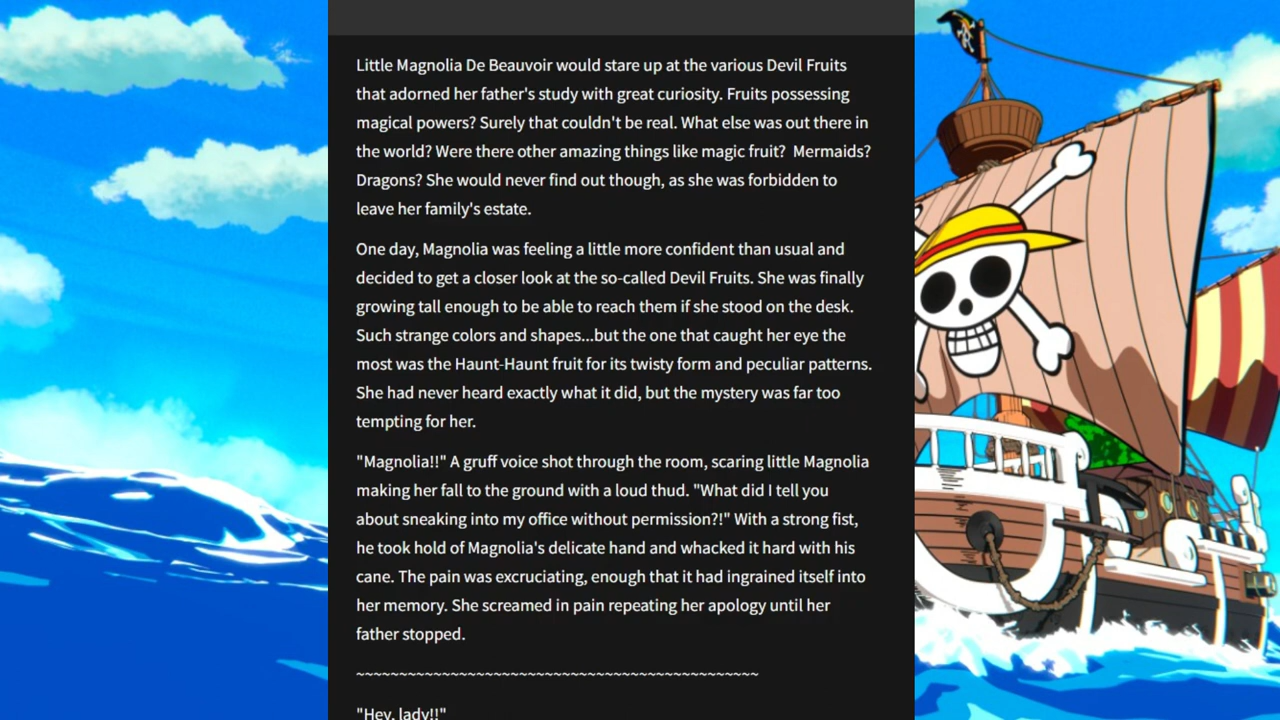 Little Magnolia De Beauvoir would stare up at the various Devil Fruits
that adorned her father's study with great curiosity. Fruits possessing
magical powers? Surely that couldn't be real. What else was out there in
the world? Were there other amazing things like magic fruit?  Mermaids?
Dragons? She would never find out though, as she was forbidden to
leave her family's estate.
One day, Magnolia was feeling a little more confident than usual and
decided to get a closer look at the so-called Devil Fruits. She was finally
growing tall enough to be able to reach them if she stood on the desk.
Such strange colors and shapes...but the one that caught her eye the
most was the Haunt-Haunt fruit for its twisty form and peculiar patterns.
She had never heard exactly what it did, but the mystery was far too
tempting for her.
"Magnolia!!" A gruff voice shot through the room, scaring little Magnolia
making her fall to the ground with a loud thud. "What did I tell you
about sneaking into my office without permission?!" With a strong fist,
he took hold of Magnolia's delicate hand and whacked it hard with his
cane. The pain was excruciating, enough that it had ingrained itself into
her memory. She screamed in pain repeating her apology until her
father stopped.
~~~~~~~~~~~~~~~~~~~~~~~~~~~~~~~~~~~~~~~~~~~~~~~
"Hey, lady!!"